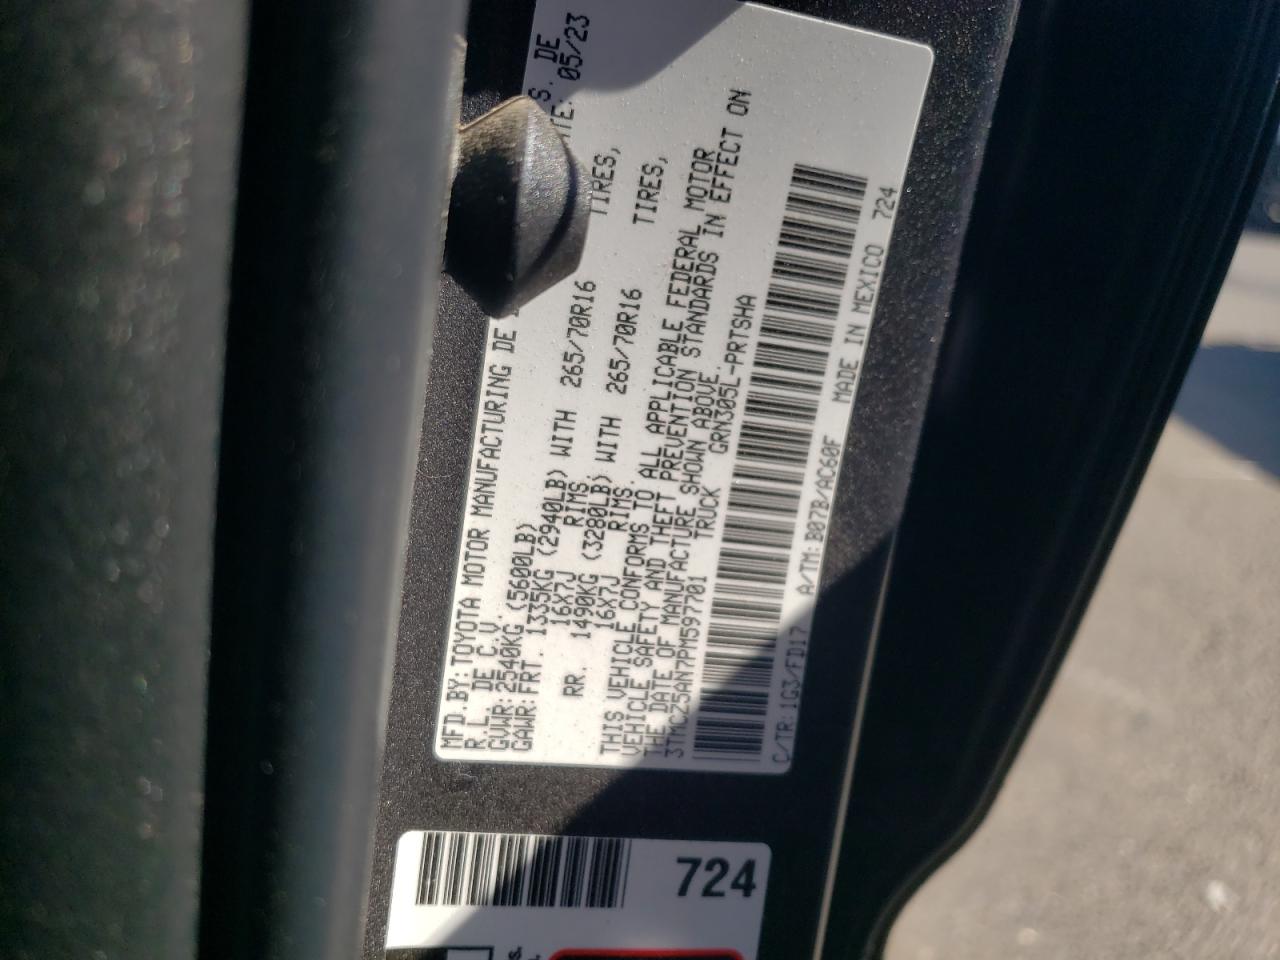 MFD.BY:TOYOTA MOTOR MANUFACTURING DE S. DE
R.L. DE C.V. 05/23
GVWR:2540KG (5600LB)
GAWR:FRT. 1335KG (2940LB) WITH 265/70R16 TIRES,
16X7J RIMS.
RR. 1490KG (3280LB) WITH 265/70R16 TIRES,
16X7J RIMS.
THIS VEHICLE CONFORMS TO ALL APPLICABLE FEDERAL MOTOR
VEHICLE SAFETY AND THEFT PREVENTION STANDARDS IN EFFECT ON
THE DATE OF MANUFACTURE SHOWN ABOVE.
3TMCZ5AN7PM597701 TRUCK GRN305L-PRTSHA
C/TR:1G3/FD17 A/TM:B07B/AC60F MADE IN MEXICO 724
724